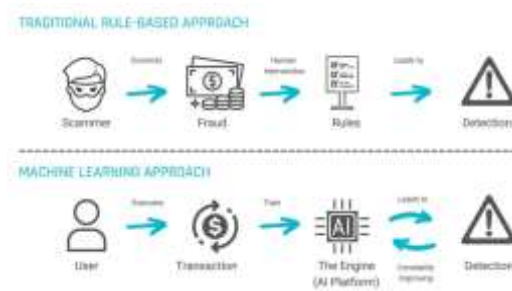 TRADITIONAL RULE-BASED APPROACH
Commits
Human
Intervention
Leads to
Scammer
Fraud
Rules
Detection
MACHINE LEARNING APPROACH
Train
Leads to
AI
User
Transaction
The Engine
(AI Platform)
Constantly
Improving
Detection